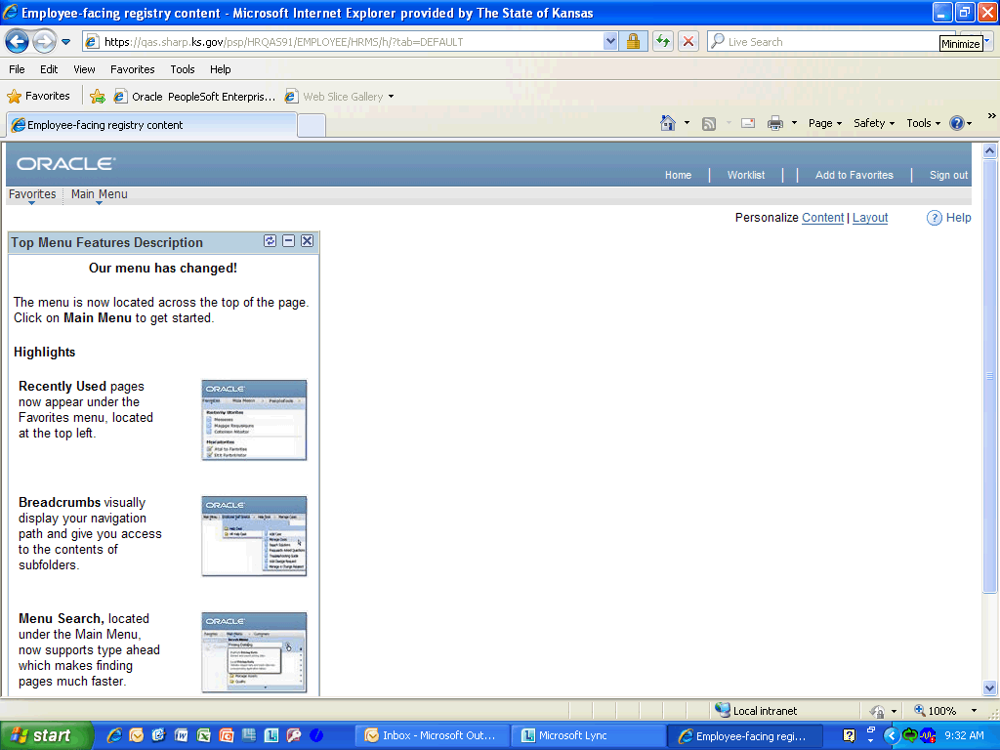 Employee-facing registry content - Microsoft Internet Explorer provided by The State of Kansas
https://qas.sharp.ks.gov/psp/HRQAS91/EMPLOYEE/HRMS/h/?tab=DEFAULT
Live Search
Minimize
File Edit View Favorites Tools Help
Favorites Oracle PeopleSoft Enterpris... Web Slice Gallery
Employee-facing registry content
Page Safety Tools »
ORACLE
Home | Worklist | | Add to Favorites | Sign out
Favorites Main Menu
Personalize Content | Layout Help
Top Menu Features Description
Our menu has changed!
The menu is now located across the top of the page.
Click on Main Menu to get started.
Highlights
Recently Used pages
now appear under the
Favorites menu, located
at the top left.
ORACLE
Breadcrumbs visually
display your navigation
path and give you access
to the contents of
subfolders.
ORACLE
Menu Search, located
under the Main Menu,
now supports type ahead
which makes finding
pages much faster.
ORACLE
Local intranet 100%
start Inbox - Microsoft Out... Microsoft Lync Employee-facing regi... 9:32 AM